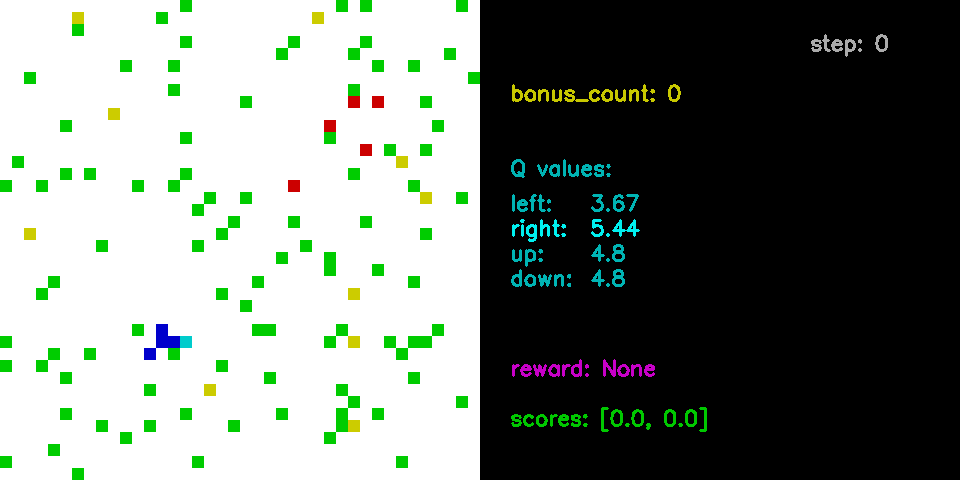 step: 0
bonus_count: 0
Q values:
left: 3.67
right: 5.44
up: 4.8
down: 4.8
reward: None
scores: [0.0, 0.0]